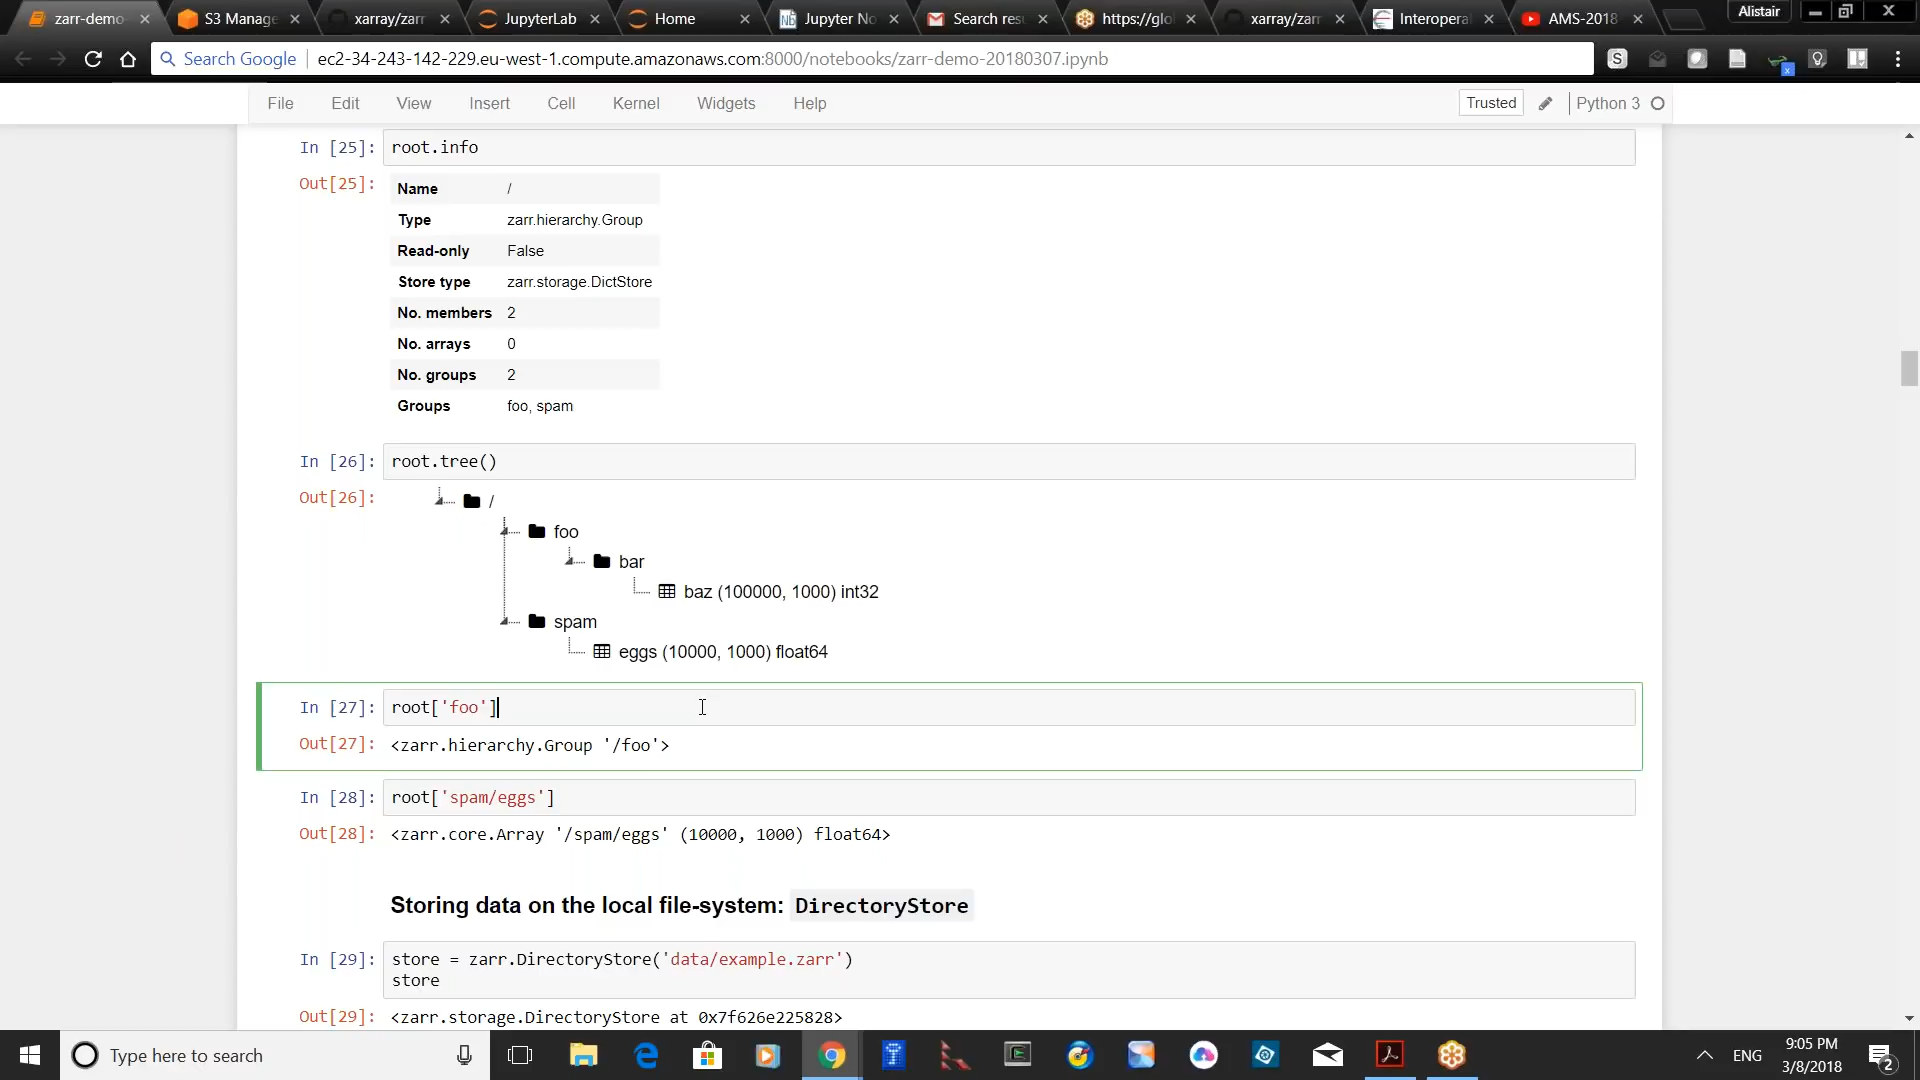 zarr-demo
S3 Manage
xarray/zarr
JupyterLab
Home
Jupyter No
Search resu
https://glo
xarray/zarr
Interopera
AMS-2018
Alistair
Search Google
ec2-34-243-142-229.eu-west-1.compute.amazonaws.com:8000/notebooks/zarr-demo-20180307.ipynb
File Edit View Insert Cell Kernel Widgets Help
Trusted
Python 3
In [25]: root.info
Out[25]:
Name /
Type zarr.hierarchy.Group
Read-only False
Store type zarr.storage.DictStore
No. members 2
No. arrays 0
No. groups 2
Groups foo, spam
In [26]: root.tree()
Out[26]: /
foo
bar
baz (100000, 1000) int32
spam
eggs (10000, 1000) float64
In [27]: root['foo']
Out[27]: <zarr.hierarchy.Group '/foo'>
In [28]: root['spam/eggs']
Out[28]: <zarr.core.Array '/spam/eggs' (10000, 1000) float64>
Storing data on the local file-system: DirectoryStore
In [29]: store = zarr.DirectoryStore('data/example.zarr')
store
Out[29]: <zarr.storage.DirectoryStore at 0x7f626e225828>
Type here to search
ENG
9:05 PM
3/8/2018
2